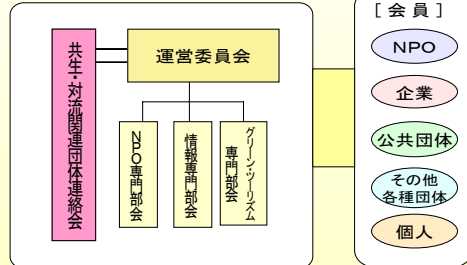 共生・対流関連団体連絡会
運営委員会
NPO専門部会
情報専門部会
グリーン・ツーリズム
専門部会
［会員］
NPO
企業
公共団体
その他
各種団体
個人